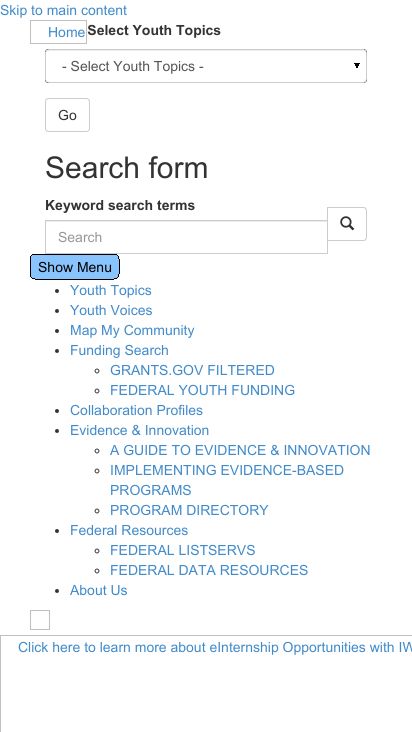 Skip to main content
Home
Select Youth Topics
- Select Youth Topics -
Go
Search form
Keyword search terms
Search
Show Menu
Youth Topics
Youth Voices
Map My Community
Funding Search
GRANTS.GOV FILTERED
FEDERAL YOUTH FUNDING
Collaboration Profiles
Evidence & Innovation
A GUIDE TO EVIDENCE & INNOVATION
IMPLEMENTING EVIDENCE-BASED
PROGRAMS
PROGRAM DIRECTORY
Federal Resources
FEDERAL LISTSERVS
FEDERAL DATA RESOURCES
About Us
Click here to learn more about eInternship Opportunities with